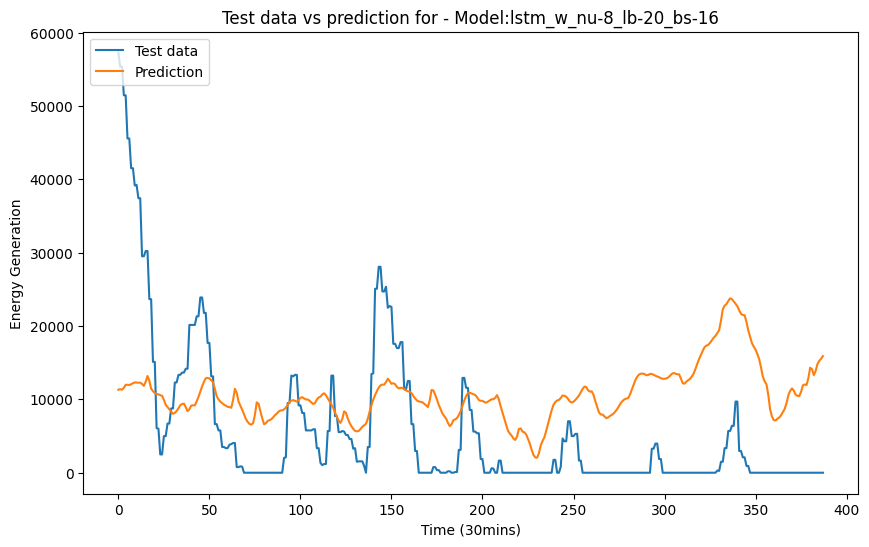 Test data vs prediction for - Model:lstm_w_nu-8_lb-20_bs-16
Test data
Prediction
Energy Generation
60000
50000
40000
30000
20000
10000
0
0 50 100 150 200 250 300 350 400
Time (30mins)